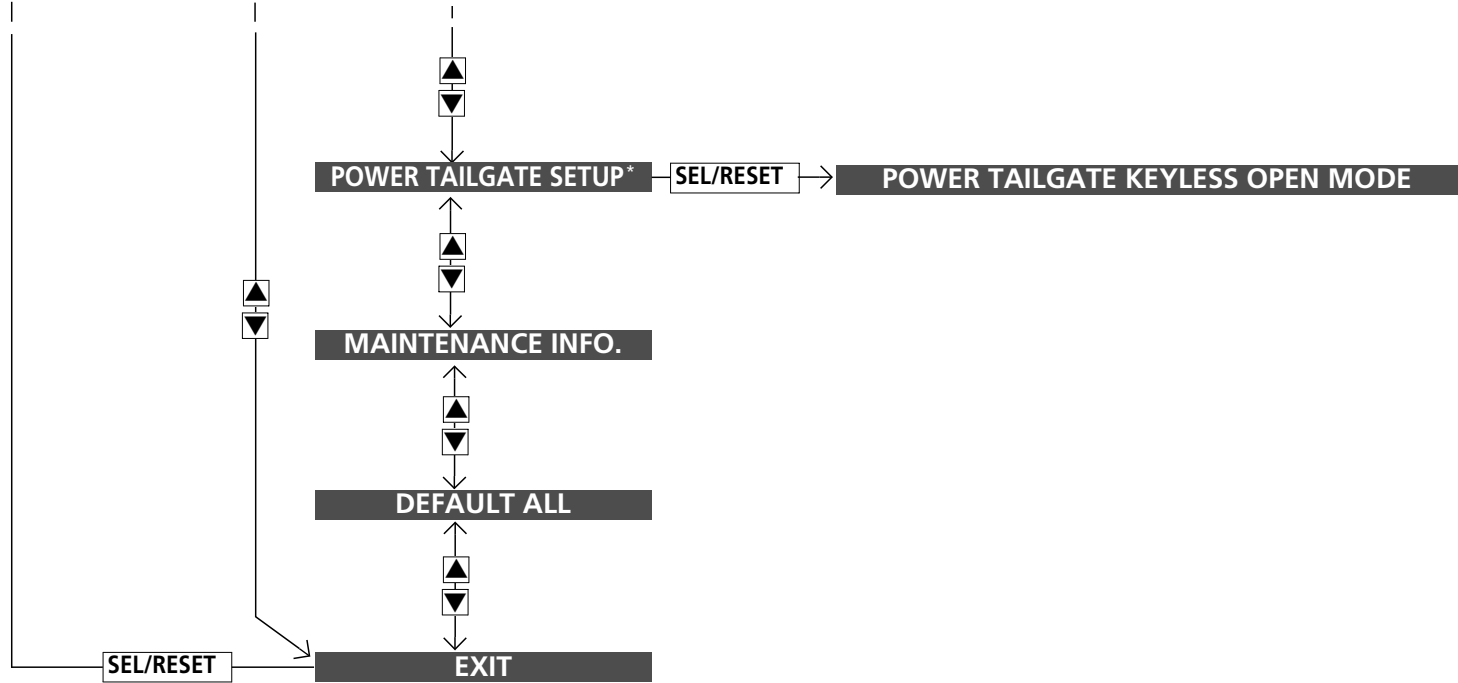 POWER TAILGATE SETUP*
SEL/RESET
POWER TAILGATE KEYLESS OPEN MODE
MAINTENANCE INFO.
DEFAULT ALL
SEL/RESET
EXIT